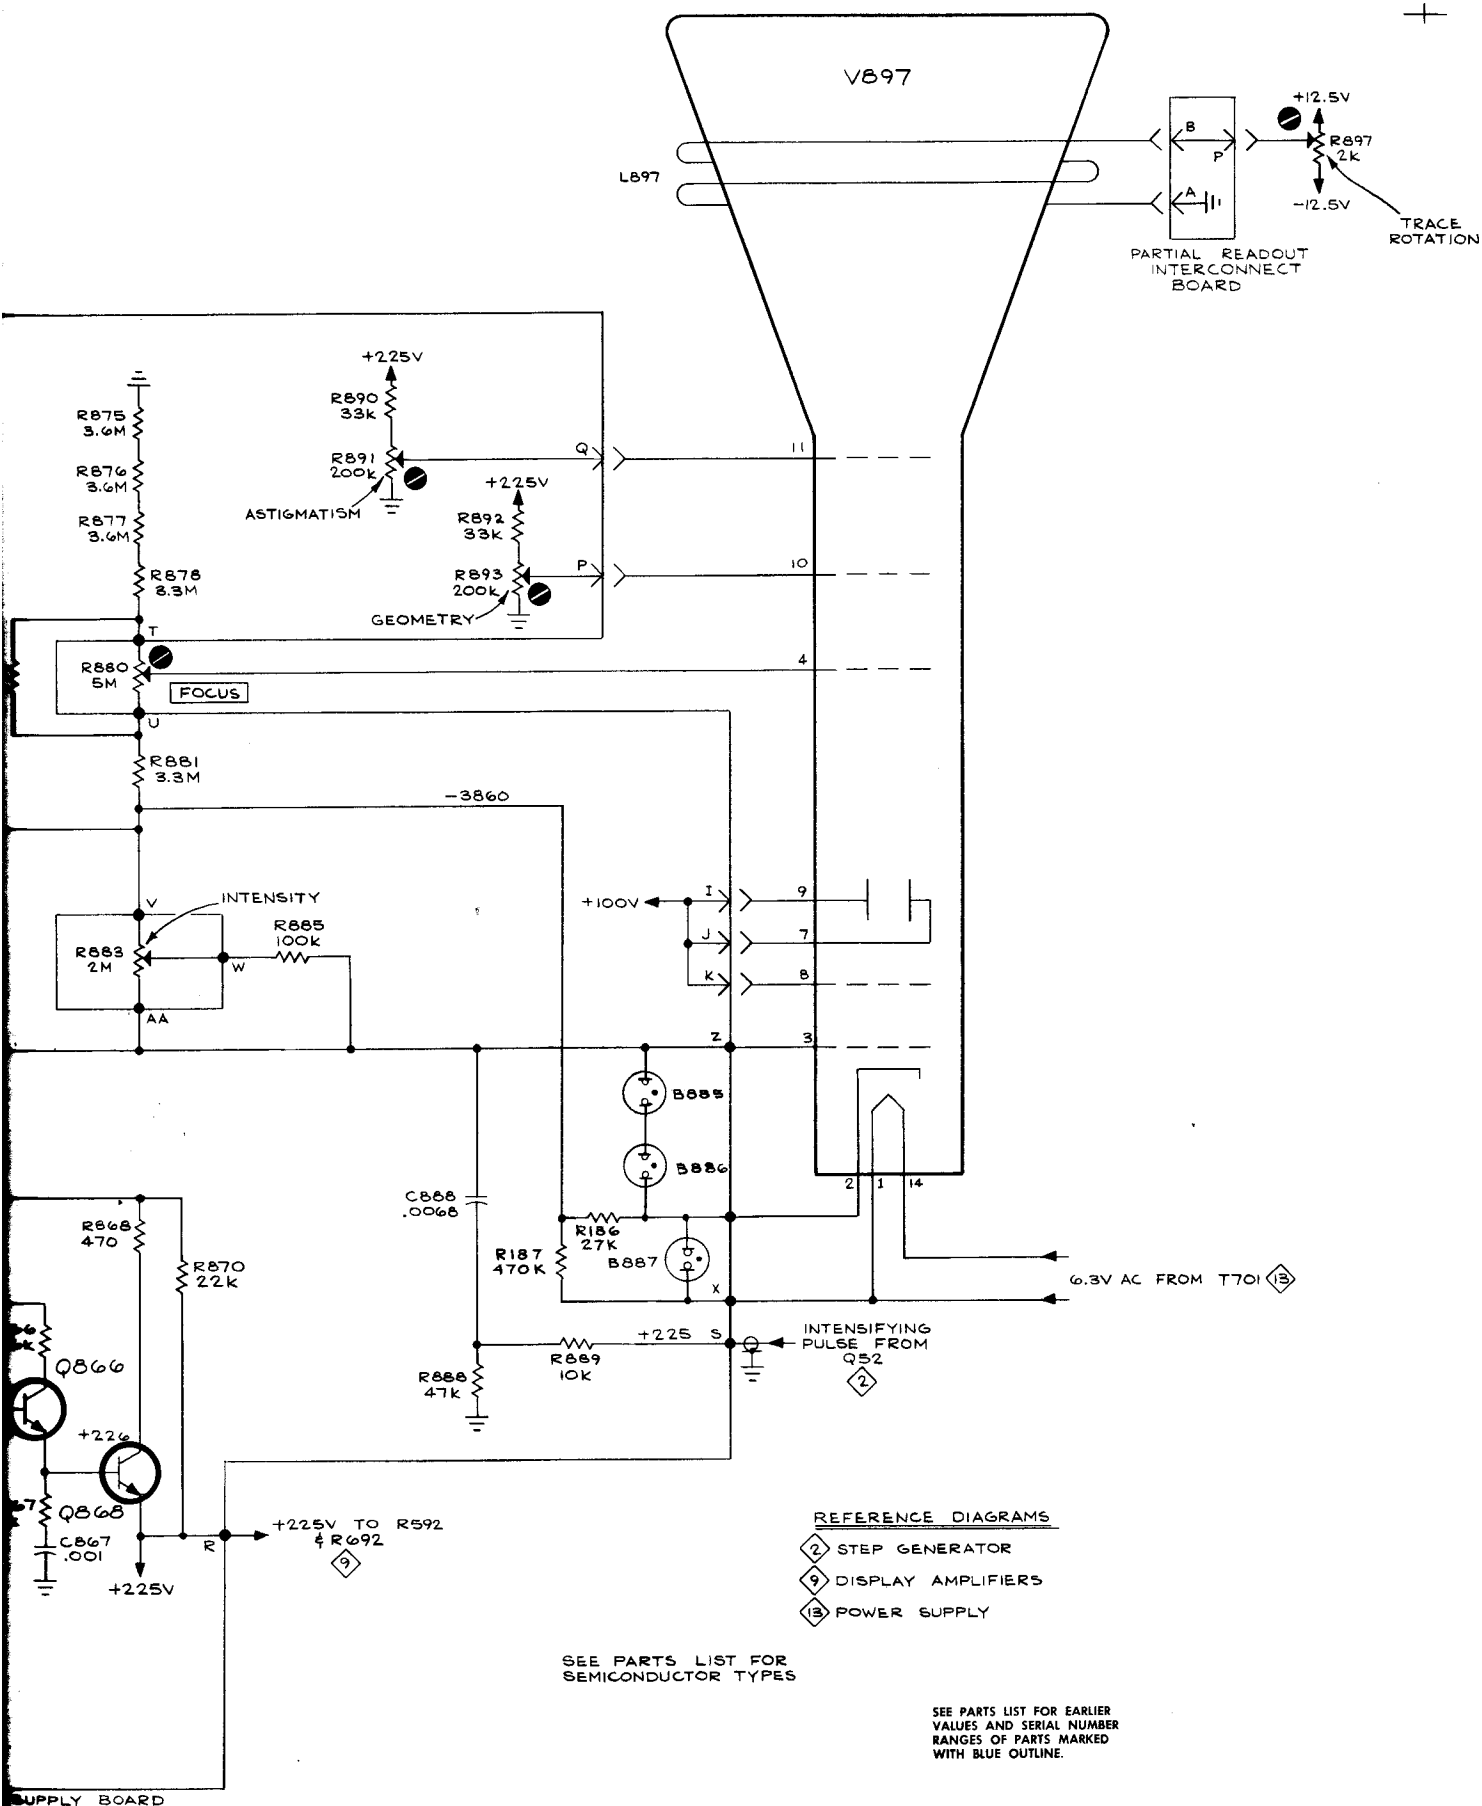 V897
+12.5V
B
P
R897
2K
L897
A
-12.5V
TRACE
ROTATION
PARTIAL READOUT
INTERCONNECT
BOARD
+225V
R890
33K
R875
3.6M
R891
200K
Q
11
R876
3.6M
+225V
ASTIGMATISM
R877
3.6M
R892
33K
P
10
R878
R893
200K
GEOMETRY
T
R880
5M
4
FOCUS
U
R881
3.3M
-3860
V
INTENSITY
+100V
I
9
R885
100K
J
7
R883
2M
W
K
8
AA
Z
3
B885
B886
2
1
14
C888
.0068
R868
470
R186
27K
R187
470K
B887
R870
22K
6.3V AC FROM T701 13
X
INTENSIFYING
PULSE FROM
Q52
2
+225 S
R889
10K
R888
47K
Q866
+226
Q868
C867
.001
R
+225V TO R592
& R692
9
+225V
REFERENCE DIAGRAMS
2 STEP GENERATOR
9 DISPLAY AMPLIFIERS
13 POWER SUPPLY
SEE PARTS LIST FOR
SEMICONDUCTOR TYPES
SEE PARTS LIST FOR EARLIER
VALUES AND SERIAL NUMBER
RANGES OF PARTS MARKED
WITH BLUE OUTLINE.
SUPPLY BOARD